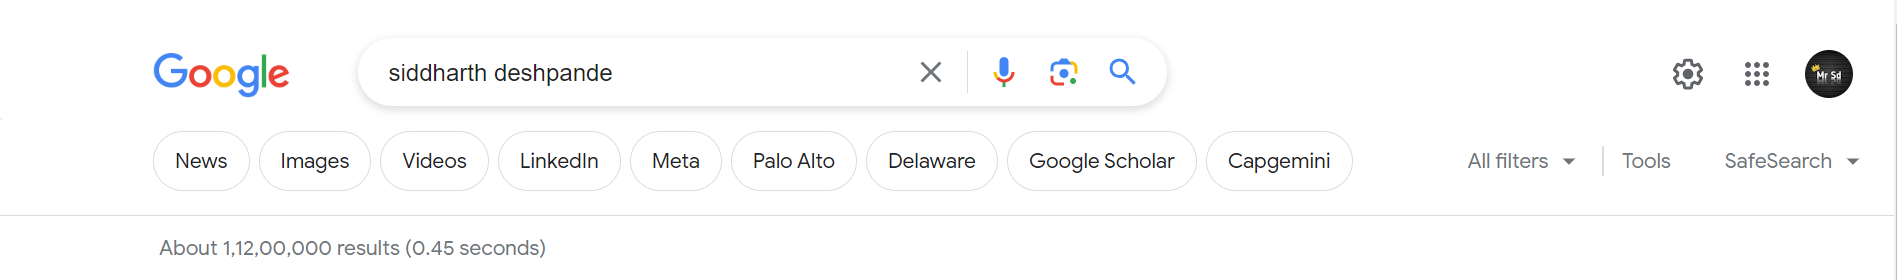 Google siddharth deshpande Mr Sd
News Images Videos LinkedIn Meta Palo Alto Delaware Google Scholar Capgemini All filters Tools SafeSearch
About 1,12,00,000 results (0.45 seconds)